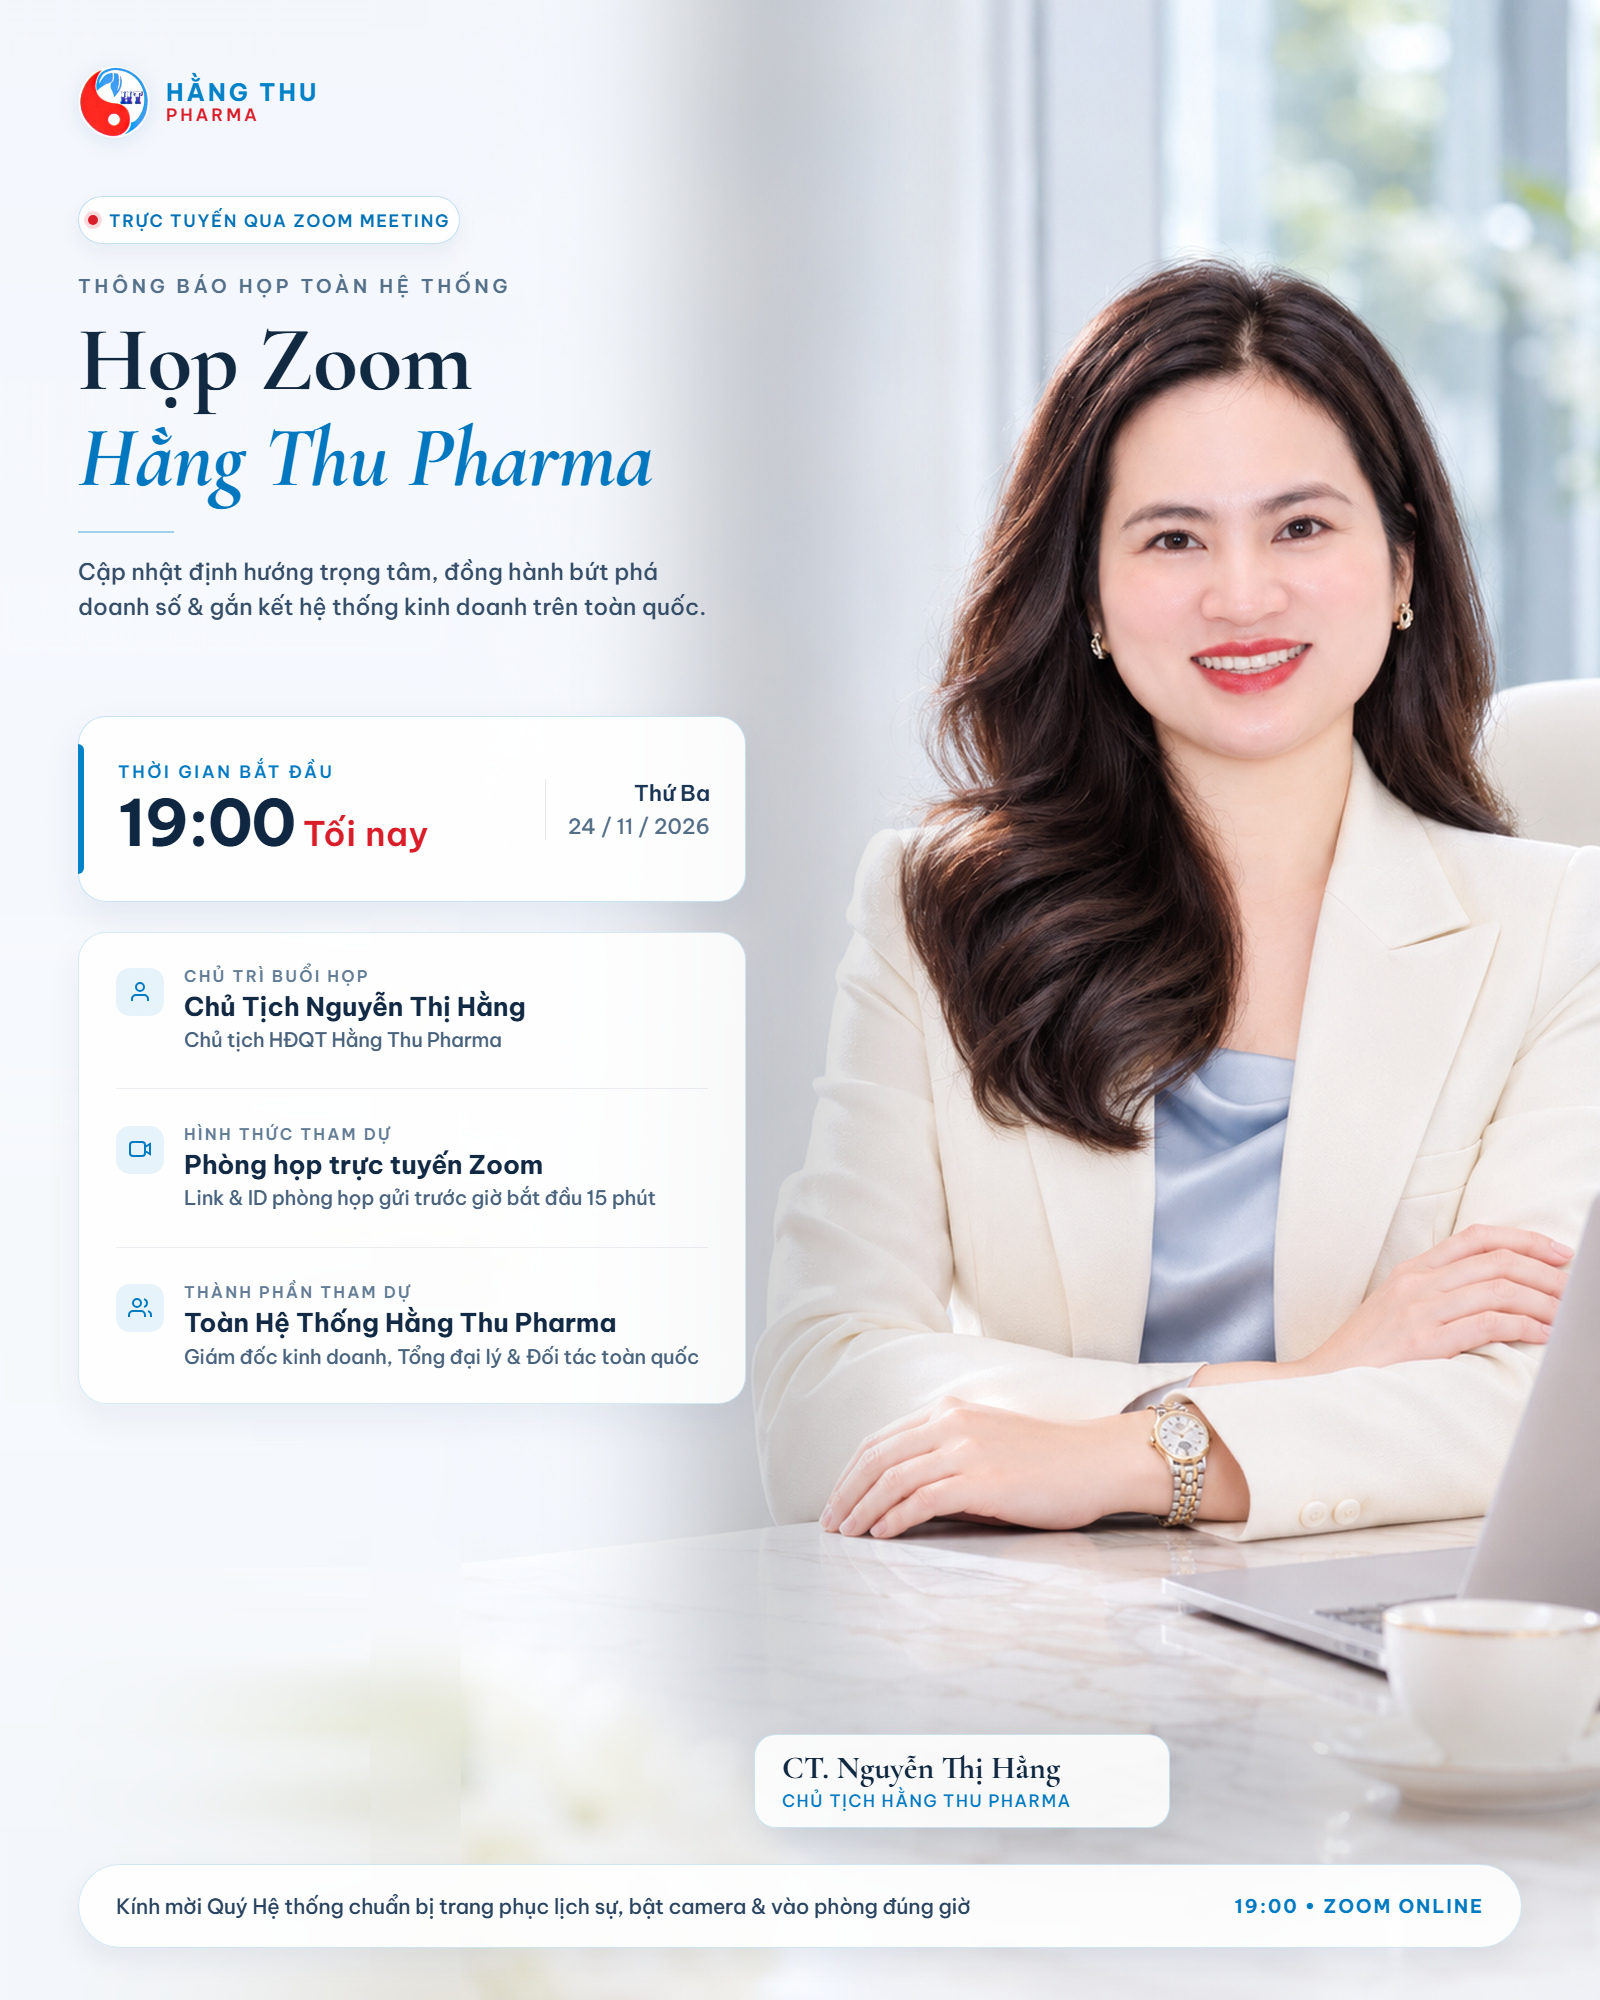 HẰNG THU
PHARMA
TRỰC TUYẾN QUA ZOOM MEETING
THÔNG BÁO HỌP TOÀN HỆ THỐNG
Họp Zoom
Hằng Thu Pharma
Cập nhật định hướng trọng tâm, đồng hành bứt phá
doanh số & gắn kết hệ thống kinh doanh trên toàn quốc.
THỜI GIAN BẮT ĐẦU
19:00 Tối nay
Thứ Ba
24 / 11 / 2026
CHỦ TRÌ BUỔI HỌP
Chủ Tịch Nguyễn Thị Hằng
Chủ tịch HĐQT Hằng Thu Pharma
HÌNH THỨC THAM DỰ
Phòng họp trực tuyến Zoom
Link & ID phòng họp gửi trước giờ bắt đầu 15 phút
THÀNH PHẦN THAM DỰ
Toàn Hệ Thống Hằng Thu Pharma
Giám đốc kinh doanh, Tổng đại lý & Đối tác toàn quốc
CT. Nguyễn Thị Hằng
CHỦ TỊCH HẰNG THU PHARMA
Kính mời Quý Hệ thống chuẩn bị trang phục lịch sự, bật camera & vào phòng đúng giờ
19:00 • ZOOM ONLINE